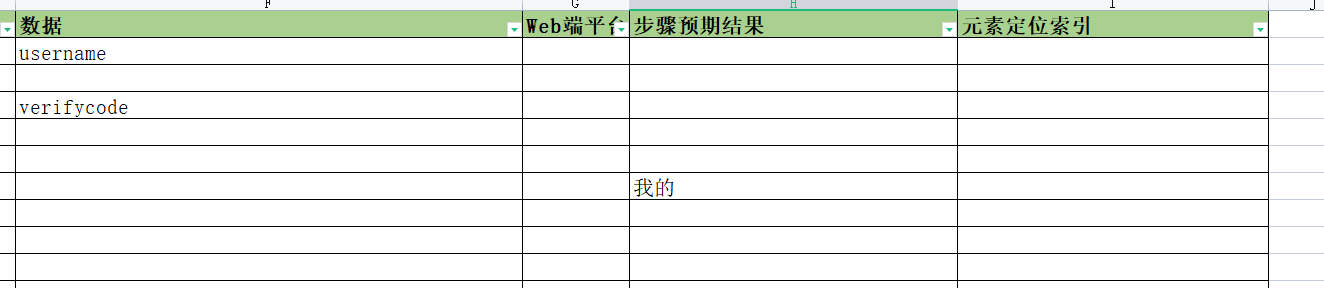 F G H I J
数据 Web端平台 步骤预期结果 元素定位索引
username
verifycode
我的